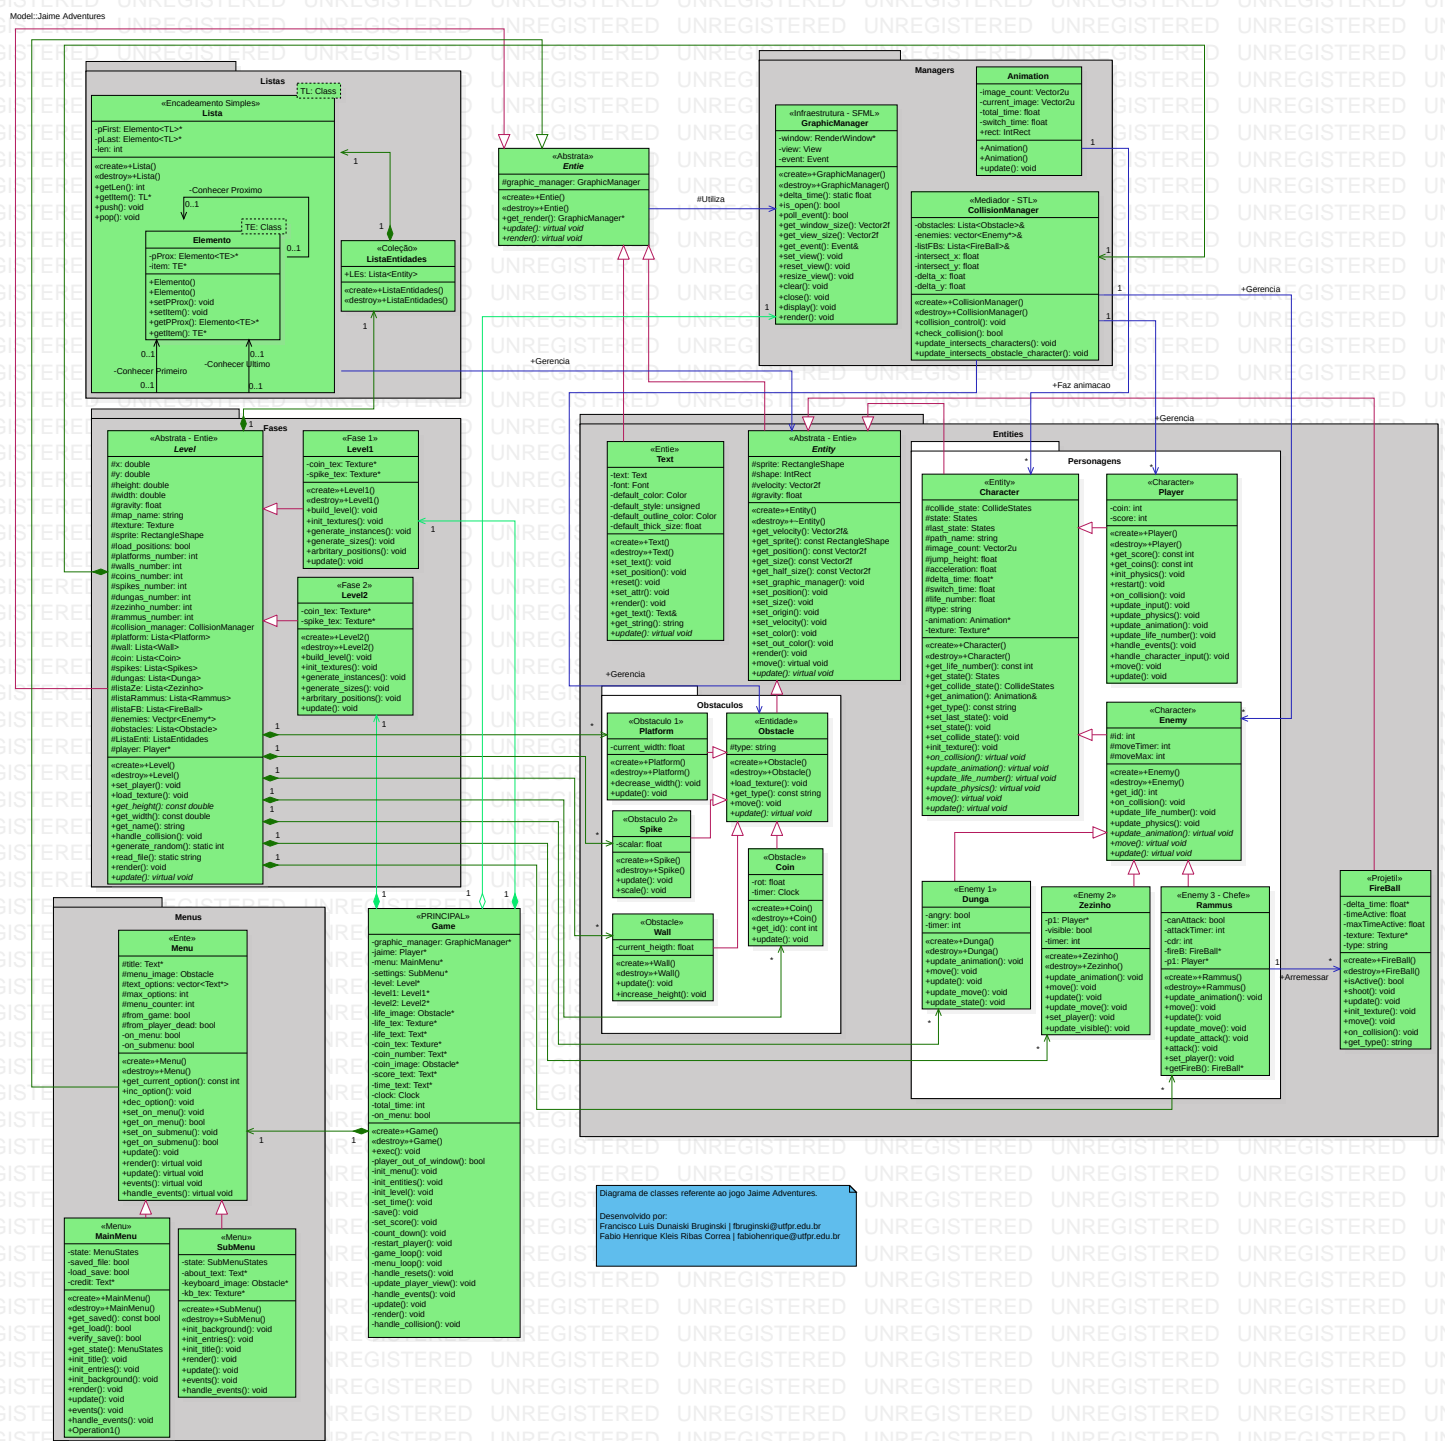 Model::Jaime Adventures
Listas
TL: Class
«Encadeamento Simples»
Lista
-pFirst: Elemento<TL>*
-pLast: Elemento<TL>*
-len: int
«create»+Lista()
«destroy»+Lista()
+getLen(): int
+getItem(): TL*
+push(): void
+pop(): void
-Conhecer Proximo
0..1
TE: Class
Elemento
-pProx: Elemento<TE>*
-item: TE*
+Elemento()
+Elemento()
+setPProx(): void
+setItem(): void
+getPProx(): Elemento<TE>*
+getItem(): TE*
0..1
0..1
0..1
-Conhecer Primeiro
-Conhecer Ultimo
0..1
0..1
1
1
«Coleção»
ListaEntidades
+LEs: Lista<Entity>
«create»+ListaEntidades()
«destroy»+ListaEntidades()
1
«Abstrata»
Entie
#graphic_manager: GraphicManager
«create»+Entie()
«destroy»+Entie()
+get_render(): GraphicManager*
+update(): virtual void
+render(): virtual void
#Utiliza
+Gerencia
Managers
«Infraestrutura - SFML»
GraphicManager
-window: RenderWindow*
-view: View
-event: Event
«create»+GraphicManager()
«destroy»+GraphicManager()
+delta_time(): static float
+is_open(): bool
+poll_event(): bool
+get_window_size(): Vector2f
+get_view_size(): Vector2f
+get_event(): Event&
+set_view(): void
+reset_view(): void
+resize_view(): void
+clear(): void
+close(): void
+display(): void
+render(): void
1
Animation
-image_count: Vector2u
-current_image: Vector2u
-total_time: float
-switch_time: float
+rect: IntRect
+Animation()
+Animation()
+update(): void
1
«Mediador - STL»
CollisionManager
-obstacles: Lista<Obstacle>&
-enemies: vector<Enemy*>&
-listFBs: Lista<FireBall>&
-intersect_x: float
-intersect_y: float
-delta_x: float
-delta_y: float
«create»+CollisionManager()
«destroy»+CollisionManager()
+collision_control(): void
+check_collision(): bool
+update_intersects_characters(): void
+update_intersects_obstacle_character(): void
1
1
1
+Gerencia
+Faz animacao
+Gerencia
Fases
1
«Abstrata - Entie»
Level
#x: double
#y: double
#height: double
#width: double
#gravity: float
#map_name: string
#texture: Texture
#sprite: RectangleShape
#load_positions: bool
#platforms_number: int
#walls_number: int
#coins_number: int
#spikes_number: int
#dungas_number: int
#zezinho_number: int
#rammus_number: int
#collision_manager: CollisionManager
#platform: Lista<Platform>
#wall: Lista<Wall>
#coin: Lista<Coin>
#spikes: Lista<Spikes>
#dungas: Lista<Dunga>
#listaZe: Lista<Zezinho>
#listaRammus: Lista<Rammus>
#listaFB: Lista<FireBall>
#enemies: Vectpr<Enemy*>
#obstacles: Lista<Obstacle>
#ListaEnti: ListaEntidades
#player: Player*
«create»+Level()
«destroy»+Level()
+set_player(): void
+load_texture(): void
+get_height(): const double
+get_width(): const double
+get_name(): string
+handle_collision(): void
+generate_random(): static int
+read_file(): static string
+render(): void
+update(): virtual void
1
1
1
1
1
1
1
«Fase 1»
Level1
-coin_tex: Texture*
-spike_tex: Texture*
«create»+Level1()
«destroy»+Level1()
+build_level(): void
+init_textures(): void
+generate_instances(): void
+generate_sizes(): void
+arbritary_positions(): void
+update(): void
1
«Fase 2»
Level2
-coin_tex: Texture*
-spike_tex: Texture*
«create»+Level2()
«destroy»+Level2()
+build_level(): void
+init_textures(): void
+generate_instances(): void
+generate_sizes(): void
+arbritary_positions(): void
+update(): void
1
Entities
«Entie»
Text
-text: Text
-font: Font
-default_color: Color
-default_style: unsigned
-default_outline_color: Color
-default_thick_size: float
«create»+Text()
«destroy»+Text()
+set_text(): void
+set_position(): void
+reset(): void
+set_attr(): void
+render(): void
+get_text(): Text&
+get_string(): string
+update(): virtual void
«Abstrata - Entie»
Entity
#sprite: RectangleShape
#shape: IntRect
#velocity: Vector2f
#gravity: float
«create»+Entity()
«destroy»+~Entity()
+get_velocity(): Vector2f&
+get_sprite(): const RectangleShape
+get_position(): const Vector2f
+get_size(): const Vector2f
+get_half_size(): const Vector2f
+set_graphic_manager(): void
+set_position(): void
+set_size(): void
+set_origin(): void
+set_velocity(): void
+set_color(): void
+set_out_color(): void
+render(): void
+move(): virtual void
+update(): virtual void
+Gerencia
Personagens
*
*
«Entity»
Character
#collide_state: CollideStates
#state: States
#last_state: States
#path_name: string
#image_count: Vector2u
#jump_height: float
#acceleration: float
#delta_time: float*
#switch_time: float
#life_number: float
#type: string
-animation: Animation*
-texture: Texture*
«create»+Character()
«destroy»+Character()
+get_life_number(): const int
+get_state(): States
+get_collide_state(): CollideStates
+get_animation(): Animation&
+get_type(): const string
+set_last_state(): void
+set_state(): void
+set_collide_state(): void
+init_texture(): void
+on_collision(): virtual void
+update_animation(): virtual void
+update_life_number(): virtual void
+update_physics(): virtual void
+move(): virtual void
+update(): virtual void
«Character»
Player
-coin: int
-score: int
«create»+Player()
«destroy»+Player()
+get_score(): const int
+get_coins(): const int
+init_physics(): void
+restart(): void
+on_collision(): void
+update_input(): void
+update_physics(): void
+update_animation(): void
+update_life_number(): void
+handle_events(): void
+handle_character_input(): void
+move(): void
+update(): void
«Character»
Enemy
#id: int
#moveTimer: int
#moveMax: int
«create»+Enemy()
«destroy»+Enemy()
+get_id(): int
+on_collision(): void
+update_life_number(): void
+update_physics(): void
+update_animation(): virtual void
+move(): virtual void
+update(): virtual void
*
Obstaculos
*
«Obstaculo 1»
Platform
-current_width: float
«create»+Platform()
«destroy»+Platform()
+decrease_width(): void
+update(): void
«Entidade»
Obstacle
#type: string
«create»+Obstacle()
«destroy»+Obstacle()
+load_texture(): void
+get_type(): const string
+move(): void
+update(): virtual void
*
«Obstaculo 2»
Spike
-scalar: float
«create»+Spike()
«destroy»+Spike()
+update(): void
+scale(): void
«Obstacle»
Coin
-rot: float
-timer: Clock
«create»+Coin()
«destroy»+Coin()
+get_id(): cont int
+update(): void
*
*
«Obstacle»
Wall
-current_heigth: float
«create»+Wall()
«destroy»+Wall()
+update(): void
+increase_height(): void
«Enemy 1»
Dunga
-angry: bool
-timer: int
«create»+Dunga()
«destroy»+Dunga()
+update_animation(): void
+move(): void
+update(): void
+update_move(): void
+update_state(): void
*
«Enemy 2»
Zezinho
-p1: Player*
-visible: bool
-timer: int
«create»+Zezinho()
«destroy»+Zezinho()
+update_animation(): void
+move(): void
+update(): void
+update_move(): void
+set_player(): void
+update_visible(): void
*
«Enemy 3 - Chefe»
Rammus
-canAttack: bool
-attackTimer: int
-cdr: int
-fireB: FireBall*
-p1: Player*
«create»+Rammus()
«destroy»+Rammus()
+update_animation(): void
+move(): void
+update(): void
+update_move(): void
+update_attack(): void
+attack(): void
+set_player(): void
+getFireB(): FireBall*
*
1
*
+Arremessar
«Projetil»
FireBall
-delta_time: float*
-timeActive: float
-maxTimeActive: float
-texture: Texture*
-type: string
«create»+FireBall()
«destroy»+FireBall()
+isActive(): bool
+shoot(): void
+update(): void
+init_texture(): void
+move(): void
+on_collision(): void
+get_type(): string
Menus
«Ente»
Menu
#title: Text*
#menu_image: Obstacle
#text_options: vector<Text*>
#max_options: int
#menu_counter: int
#from_game: bool
#from_player_dead: bool
-on_menu: bool
-on_submenu: bool
«create»+Menu()
«destroy»+Menu()
+get_current_option(): const int
+inc_option(): void
+dec_option(): void
+set_on_menu(): void
+get_on_menu(): bool
+set_on_submenu(): void
+get_on_submenu(): bool
+update(): void
+render(): virtual void
+update(): virtual void
+events(): virtual void
+handle_events(): virtual void
1
1
«Menu»
MainMenu
-state: MenuStates
-saved_file: bool
-load_save: bool
-credit: Text*
«create»+MainMenu()
«destroy»+MainMenu()
+get_saved(): const bool
+get_load(): bool
+verify_save(): bool
+get_state(): MenuStates
+init_title(): void
+init_entries(): void
+init_background(): void
+render(): void
+update(): void
+events(): void
+handle_events(): void
+Operation1()
«Menu»
SubMenu
-state: SubMenuStates
-about_text: Text*
-keyboard_image: Obstacle*
-kb_tex: Texture*
«create»+SubMenu()
«destroy»+SubMenu()
+init_background(): void
+init_entries(): void
+init_title(): void
+render(): void
+update(): void
+events(): void
+handle_events(): void
1
1
1
«PRINCIPAL»
Game
-graphic_manager: GraphicManager*
-jaime: Player*
-menu: MainMenu*
-settings: SubMenu*
-level: Level*
-level1: Level1*
-level2: Level2*
-life_image: Obstacle*
-life_tex: Texture*
-life_text: Text*
-coin_tex: Texture*
-coin_number: Text*
-coin_image: Obstacle*
-score_text: Text*
-time_text: Text*
-clock: Clock
-total_time: int
-on_menu: bool
«create»+Game()
«destroy»+Game()
+exec(): void
-player_out_of_window(): bool
-init_menu(): void
-init_entities(): void
-init_level(): void
-set_time(): void
-save(): void
-set_score(): void
-count_down(): void
-restart_player(): void
-game_loop(): void
-menu_loop(): void
-handle_resets(): void
-update_player_view(): void
-handle_events(): void
-update(): void
-render(): void
-handle_collision(): void
Diagrama de classes referente ao jogo Jaime Adventures.
Desenvolvido por:
Francisco Luis Dunaiski Bruginski | fbruginski@utfpr.edu.br
Fabio Henrique Kleis Ribas Correa | fabiohenrique@utfpr.edu.br
UNREGISTERED